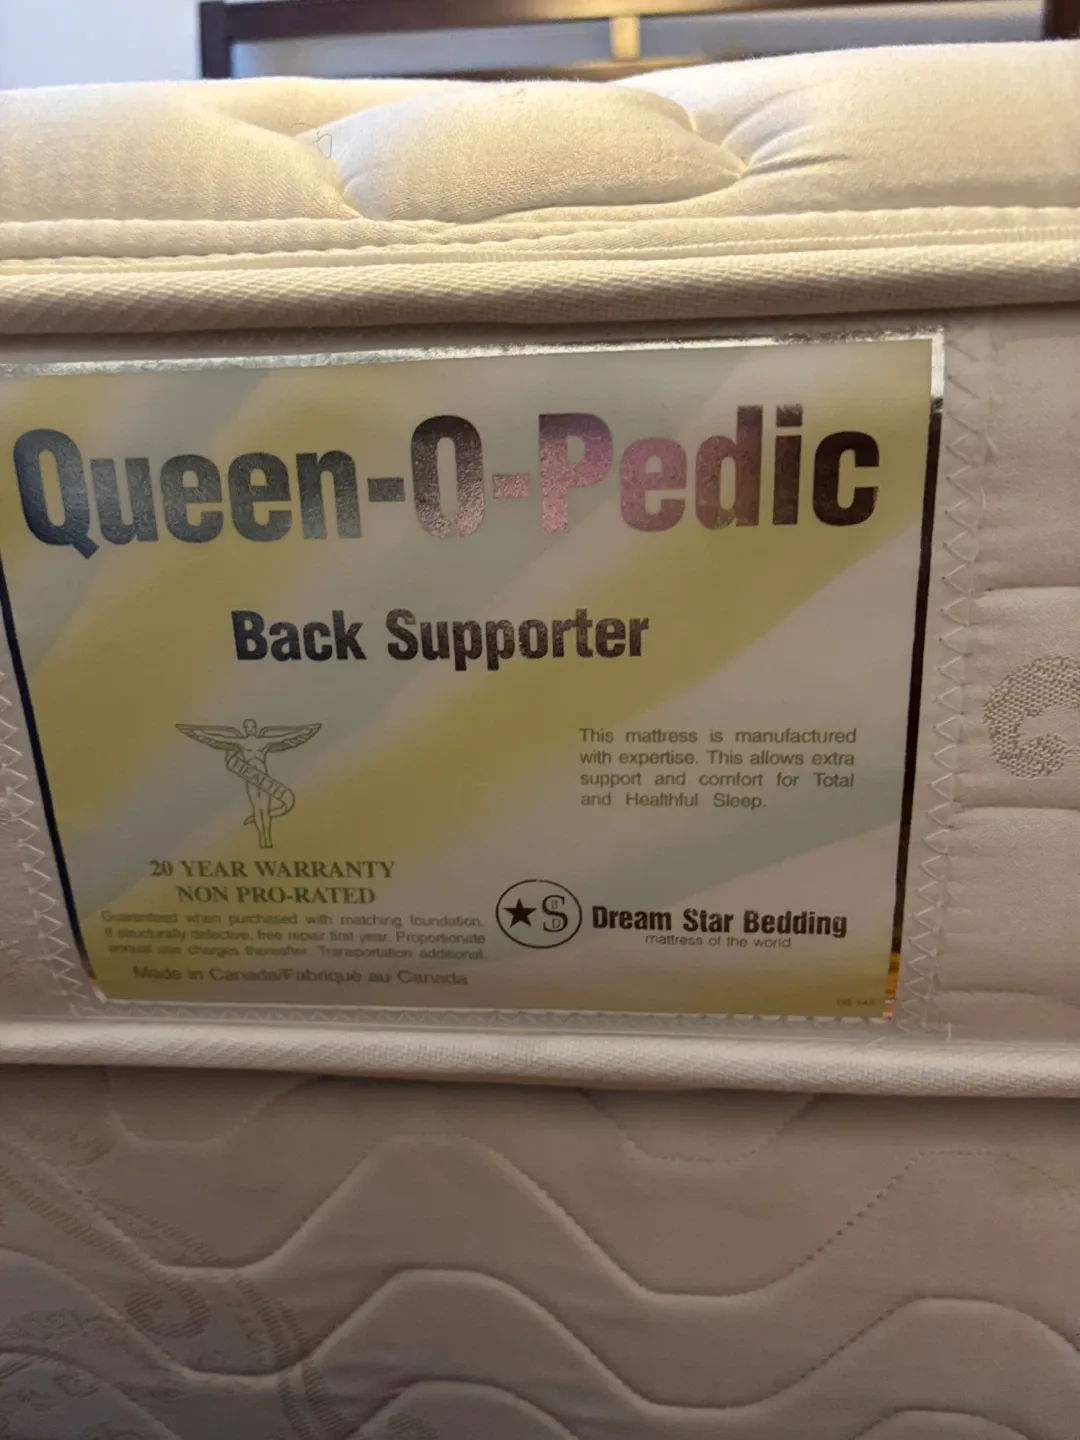 Queen-O-Pedic
Back Supporter
HEALTH
This mattress is manufactured
with expertise. This allows extra
support and comfort for Total
and Healthful Sleep.
20 YEAR WARRANTY
NON PRO-RATED
Guaranteed when purchased with matching foundation.
If structurally defective, free repair first year. Proportionate
annual use charges thereafter. Transportation additional.
Made in Canada/Fabriqué au Canada
BSD
Dream Star Bedding
mattress of the world